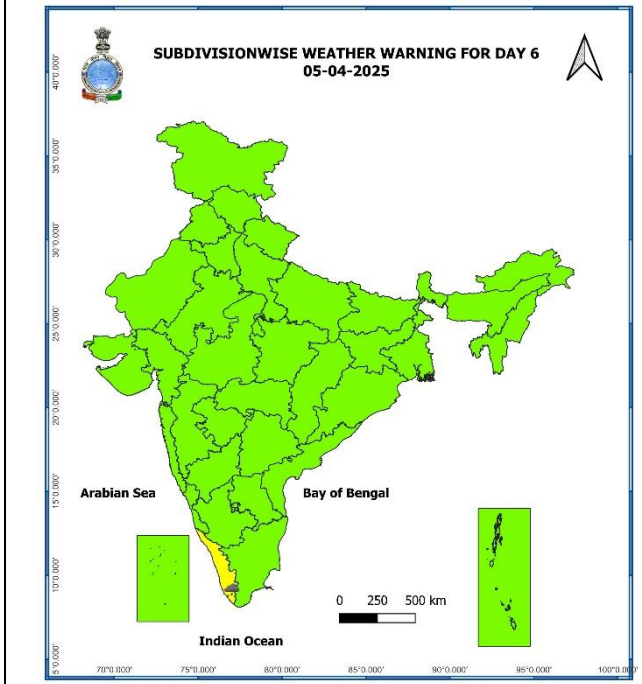 SUBDIVISIONWISE WEATHER WARNING FOR DAY 6
05-04-2025
40°0.000'
35°0.000'
30°0.000'
25°0.000'
20°0.000'
15°0.000'
10°0.000'
5°0.000'
Arabian Sea
Bay of Bengal
0 250 500 km
Indian Ocean
70°0.000' 75°0.000' 80°0.000' 85°0.000' 90°0.000' 95°0.000' 100°0.000'